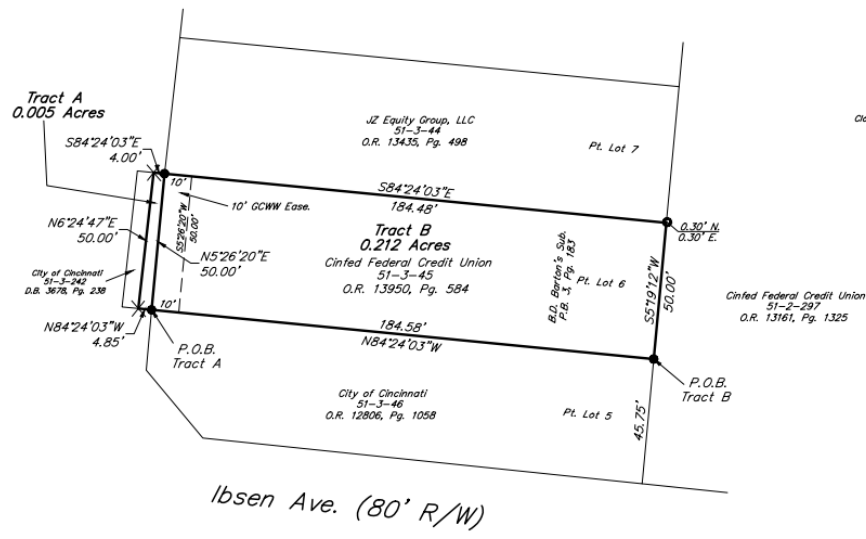 Tract A
0.005 Acres
S84°24'03"E
4.00'
JZ Equity Group, LLC
51-3-44
O.R. 13435, Pg. 498
Pt. Lot 7
Cla
10'
10' GCWW Ease.
S5°26'20"W
50.00'
S84°24'03"E
184.48'
Tract B
0.212 Acres
Cinfed Federal Credit Union
51-3-45
O.R. 13950, Pg. 584
B.D. Barton's Sub.
P.B. 3, Pg. 183
Pt. Lot 6
0.30' N.
0.30' E.
S5°19'12"W
50.00'
N6°24'47"E
50.00'
N5°26'20"E
50.00'
City of Cincinnati
51-3-242
D.B. 3678, Pg. 238
Cinfed Federal Credit Union
51-2-297
O.R. 13161, Pg. 1325
10'
N84°24'03"W
4.85'
P.O.B.
Tract A
184.58'
N84°24'03"W
P.O.B.
Tract B
City of Cincinnati
51-3-46
O.R. 12806, Pg. 1058
Pt. Lot 5
45.75'
Ibsen Ave. (80' R/W)